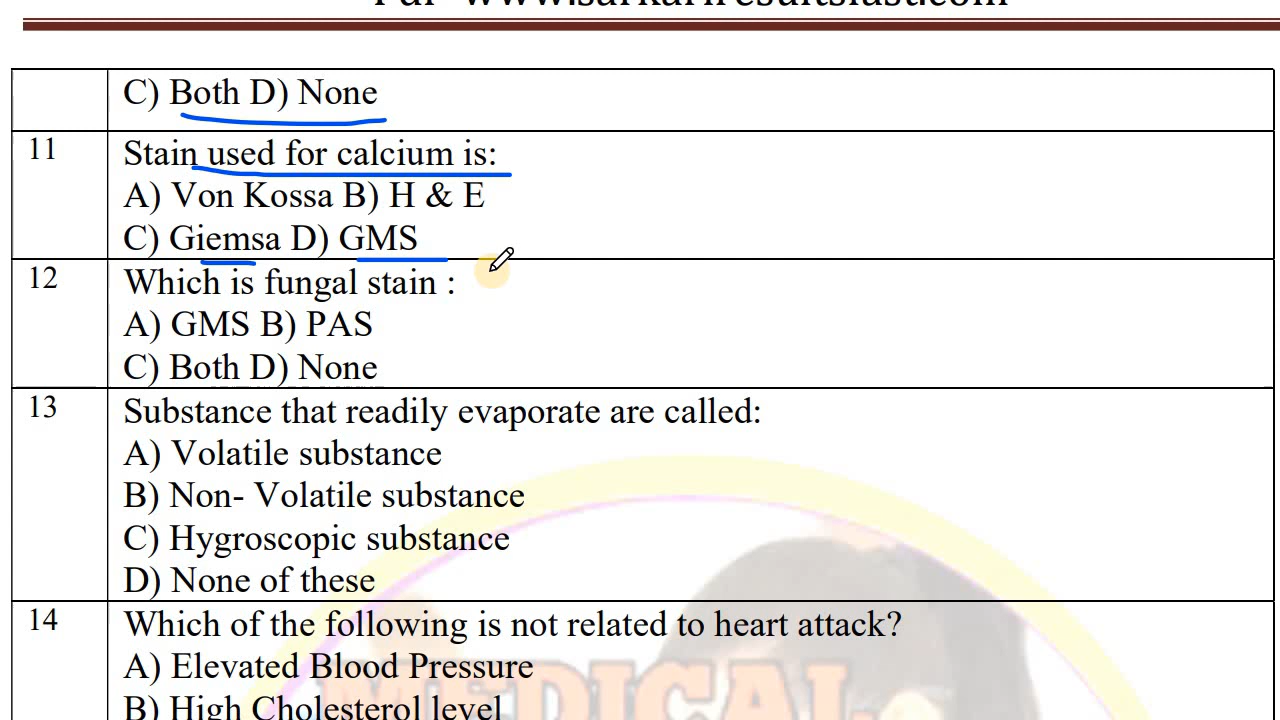 C) Both D) None
11
Stain used for calcium is:
A) Von Kossa B) H & E
C) Giemsa D) GMS
12
Which is fungal stain :
A) GMS B) PAS
C) Both D) None
13
Substance that readily evaporate are called:
A) Volatile substance
B) Non- Volatile substance
C) Hygroscopic substance
D) None of these
14
Which of the following is not related to heart attack?
A) Elevated Blood Pressure
B) High Cholesterol level
MEDICAL